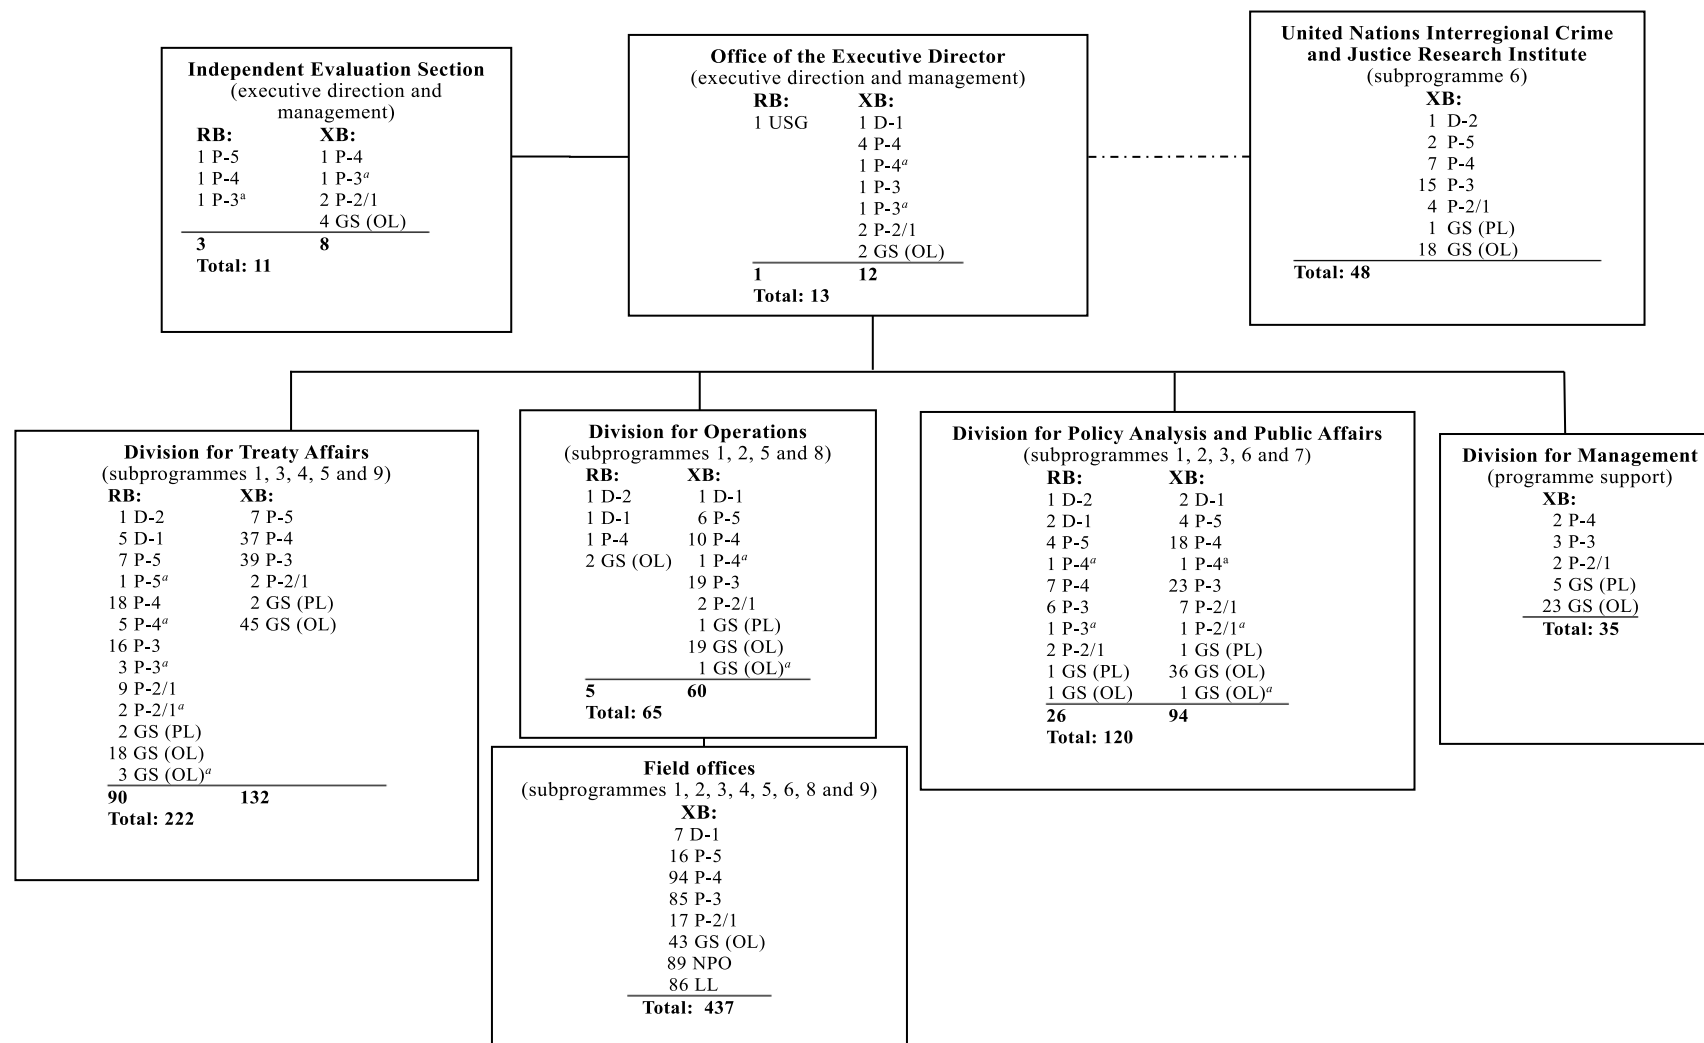 Independent Evaluation Section
(executive direction and
management)
RB: XB:
1 P-5 1 P-4
1 P-4 1 P-3a
1 P-3a 2 P-2/1
4 GS (OL)
3 8
Total: 11
Office of the Executive Director
(executive direction and management)
RB: XB:
1 USG 1 D-1
4 P-4
1 P-4a
1 P-3
1 P-3a
2 P-2/1
2 GS (OL)
1 12
Total: 13
United Nations Interregional Crime
and Justice Research Institute
(subprogramme 6)
XB:
1 D-2
2 P-5
7 P-4
15 P-3
4 P-2/1
1 GS (PL)
18 GS (OL)
Total: 48
Division for Treaty Affairs
(subprogrammes 1, 3, 4, 5 and 9)
RB: XB:
1 D-2 7 P-5
5 D-1 37 P-4
7 P-5 39 P-3
1 P-5a 2 P-2/1
18 P-4 2 GS (PL)
5 P-4a 45 GS (OL)
16 P-3
3 P-3a
9 P-2/1
2 P-2/1a
2 GS (PL)
18 GS (OL)
3 GS (OL)a
90 132
Total: 222
Division for Operations
(subprogrammes 1, 2, 5 and 8)
RB: XB:
1 D-2 1 D-1
1 D-1 6 P-5
1 P-4 10 P-4
2 GS (OL) 1 P-4a
19 P-3
2 P-2/1
1 GS (PL)
19 GS (OL)
1 GS (OL)a
5 60
Total: 65
Field offices
(subprogrammes 1, 2, 3, 4, 5, 6, 8 and 9)
XB:
7 D-1
16 P-5
94 P-4
85 P-3
17 P-2/1
43 GS (OL)
89 NPO
86 LL
Total: 437
Division for Policy Analysis and Public Affairs
(subprogrammes 1, 2, 3, 6 and 7)
RB: XB:
1 D-2 2 D-1
2 D-1 4 P-5
4 P-5 18 P-4
1 P-4a 1 P-4a
7 P-4 23 P-3
6 P-3 7 P-2/1
1 P-3a 1 P-2/1a
2 P-2/1 1 GS (PL)
1 GS (PL) 36 GS (OL)
1 GS (OL) 1 GS (OL)a
26 94
Total: 120
Division for Management
(programme support)
XB:
2 P-4
3 P-3
2 P-2/1
5 GS (PL)
23 GS (OL)
Total: 35